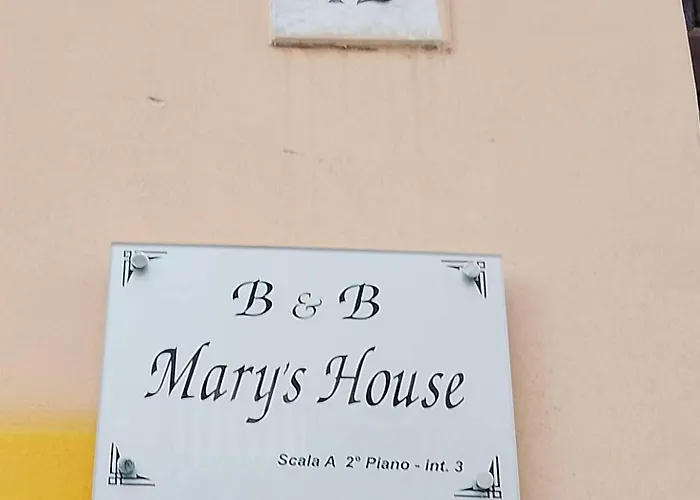 B & B
Mary's House
Scala A 2° Piano - int. 3